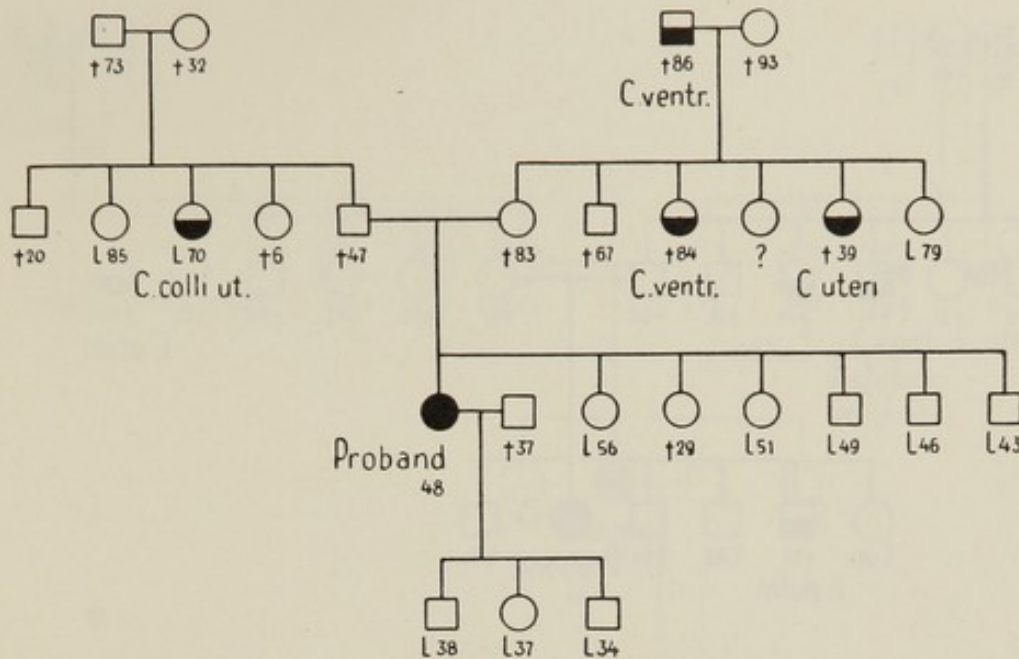 †73 †32 †86 †93
C.ventr.
†20 L85 L70 †6 †47 †83 †67 †84 ? †39 L79
C.colli ut. C.ventr. C uteri
Proband †37 L56 †29 L51 L49 L46 L43
48
L38 L37 L34